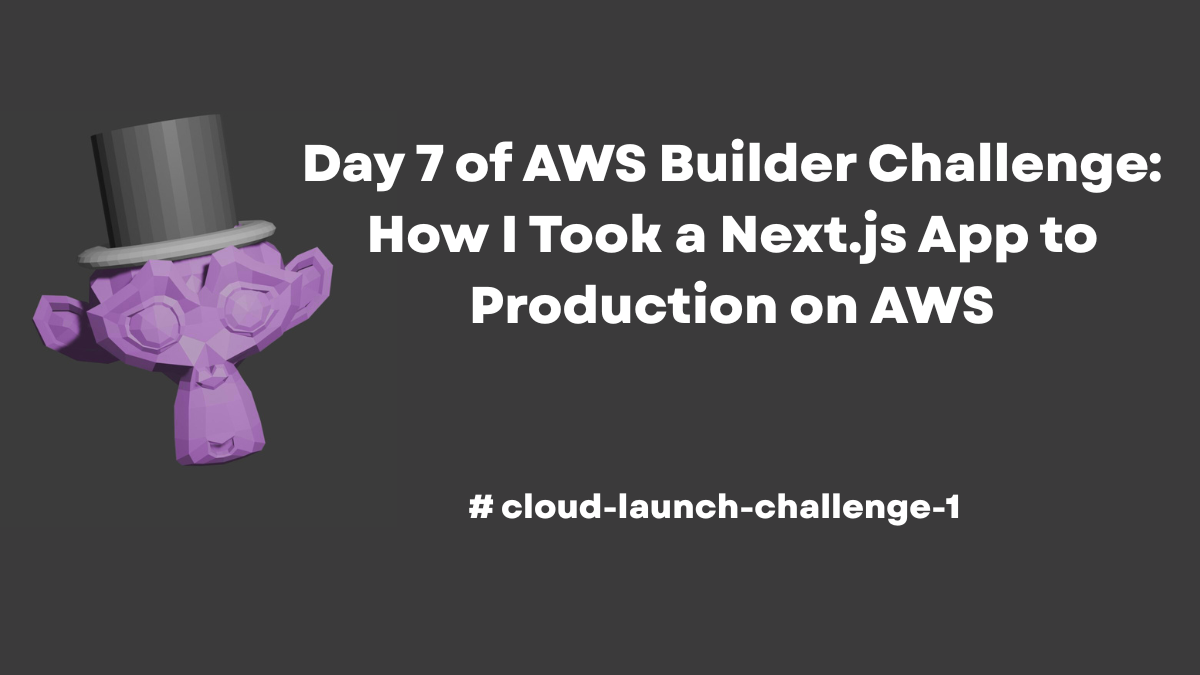 Day 7 of AWS Builder Challenge:
How I Took a Next.js App to
Production on AWS
# cloud-launch-challenge-1